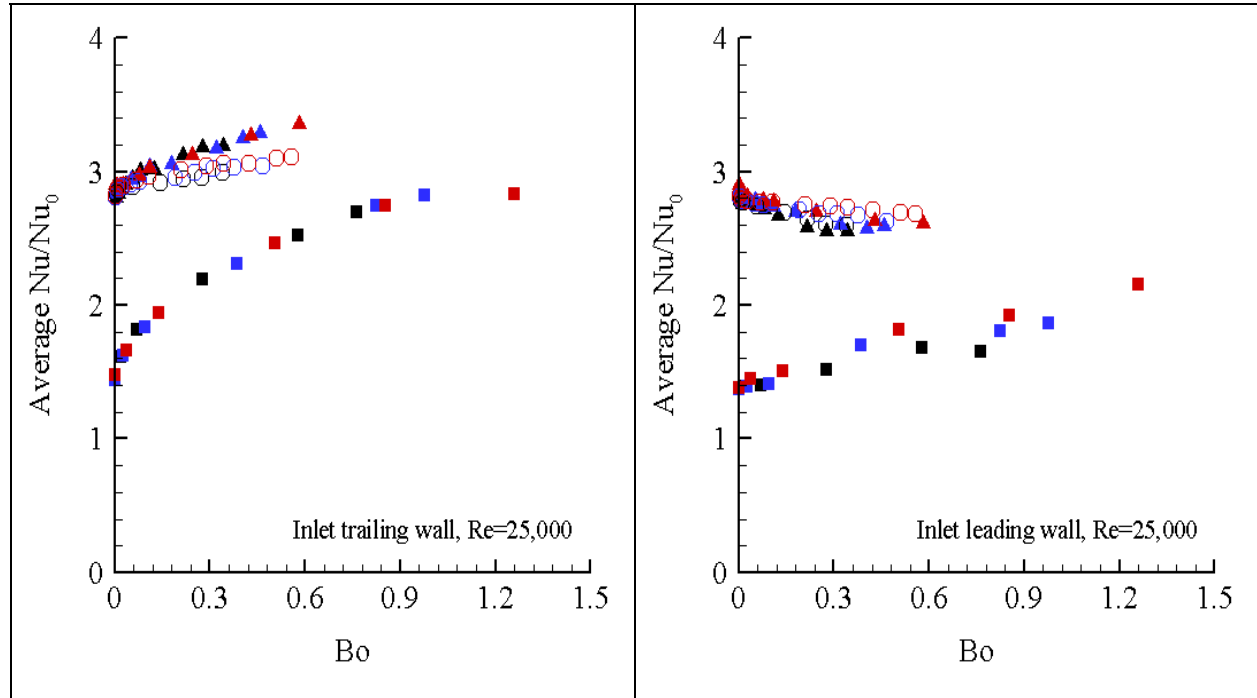 4
3
2
1
0
Average Nu/Nu0
Inlet trailing wall, Re=25,000
0 0.3 0.6 0.9 1.2 1.5
Bo
4
3
2
1
0
Average Nu/Nu0
Inlet leading wall, Re=25,000
0 0.3 0.6 0.9 1.2 1.5
Bo